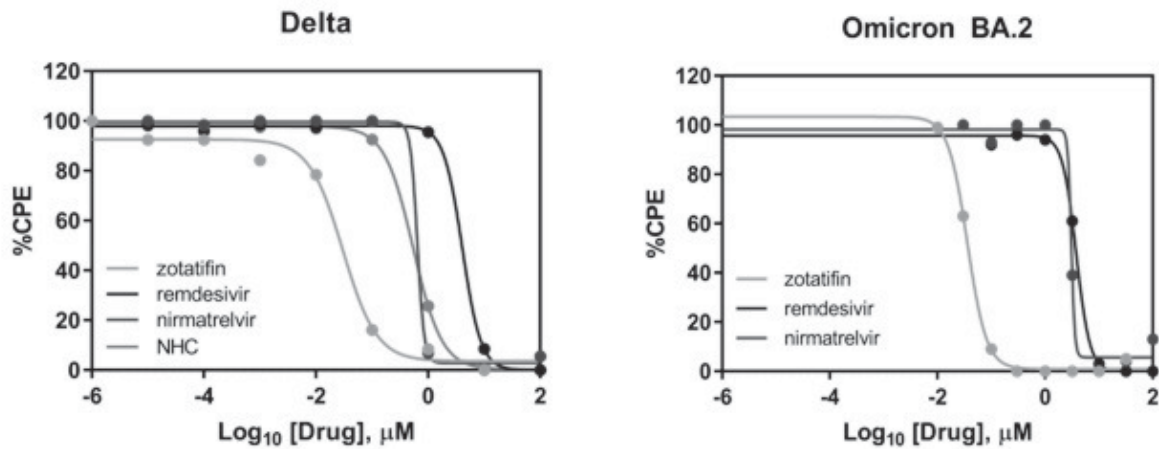 Delta
120
100
80
60
40
20
0
%CPE
zotatifin
remdesivir
nirmatrelvir
NHC
-6
-4
-2
0
2
Log10 [Drug], μM
Omicron BA.2
120
100
80
60
40
20
0
%CPE
zotatifin
remdesivir
nirmatrelvir
-6
-4
-2
0
2
Log10 [Drug], μM